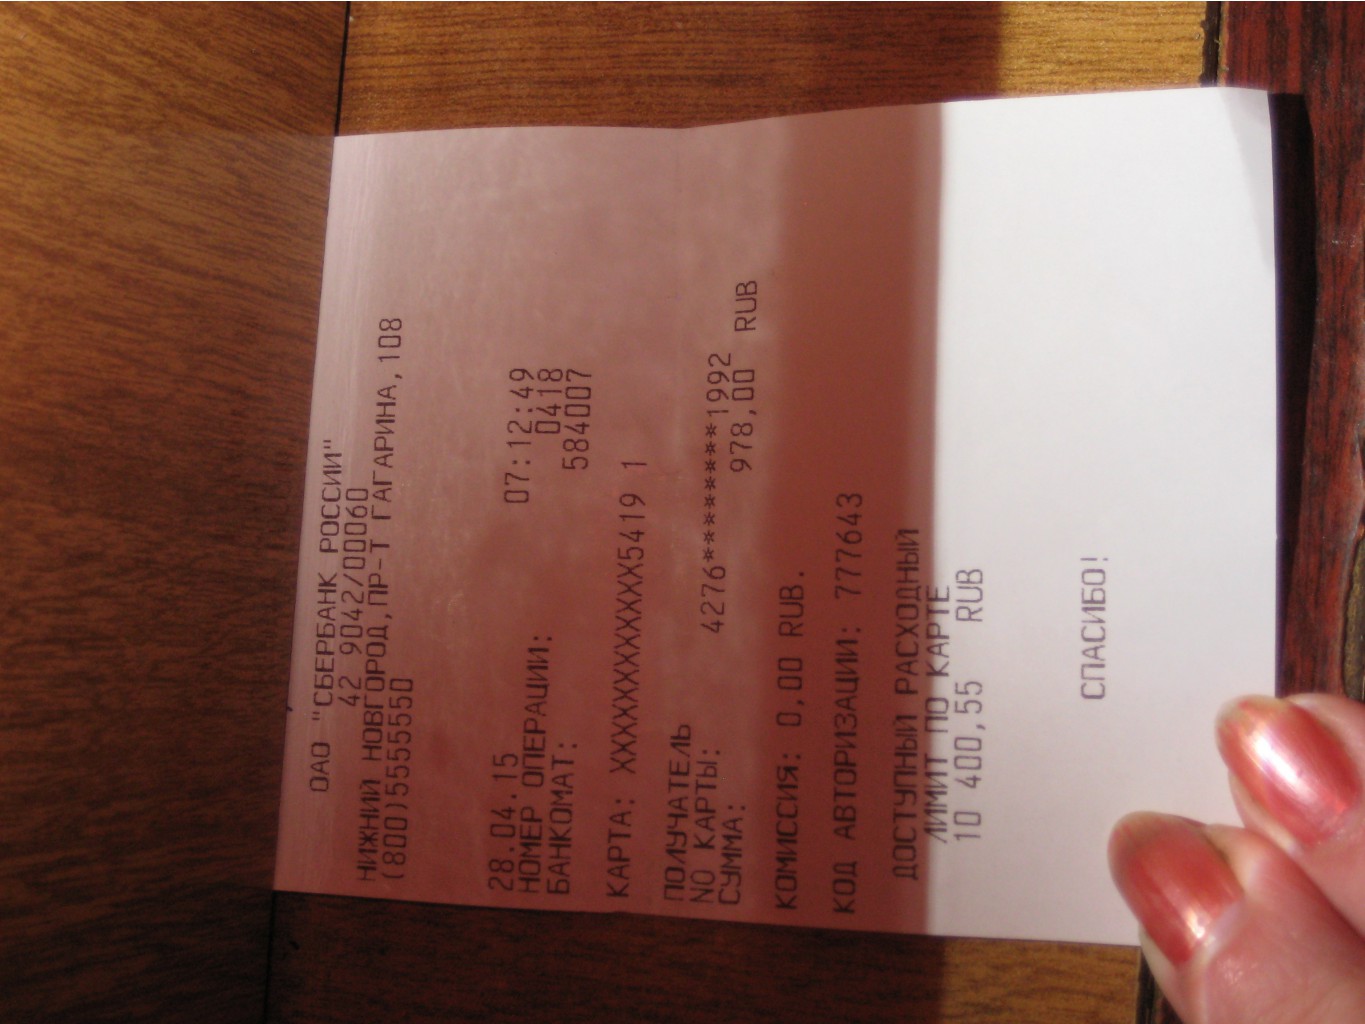 ОАО "СБЕРБАНК РОССИИ"
42 9042/00060
НИЖНИЙ НОВГОРОД,ПР-Т ГАГАРИНА,108
(800)5555550
28.04.15 07:12:49
НОМЕР ОПЕРАЦИИ: 0418
БАНКОМАТ: 584007
КАРТА: XXXXXXXXXXXXXX5419 1
ПОЛУЧАТЕЛЬ
NO КАРТЫ: 4276**********1992
СУММА: 978,00 RUB
КОМИССИЯ: 0,00 RUB.
КОД АВТОРИЗАЦИИ: 777643
ДОСТУПНЫЙ РАСХОДНЫЙ
ЛИМИТ ПО КАРТЕ
10 400,55 RUB
СПАСИБО!